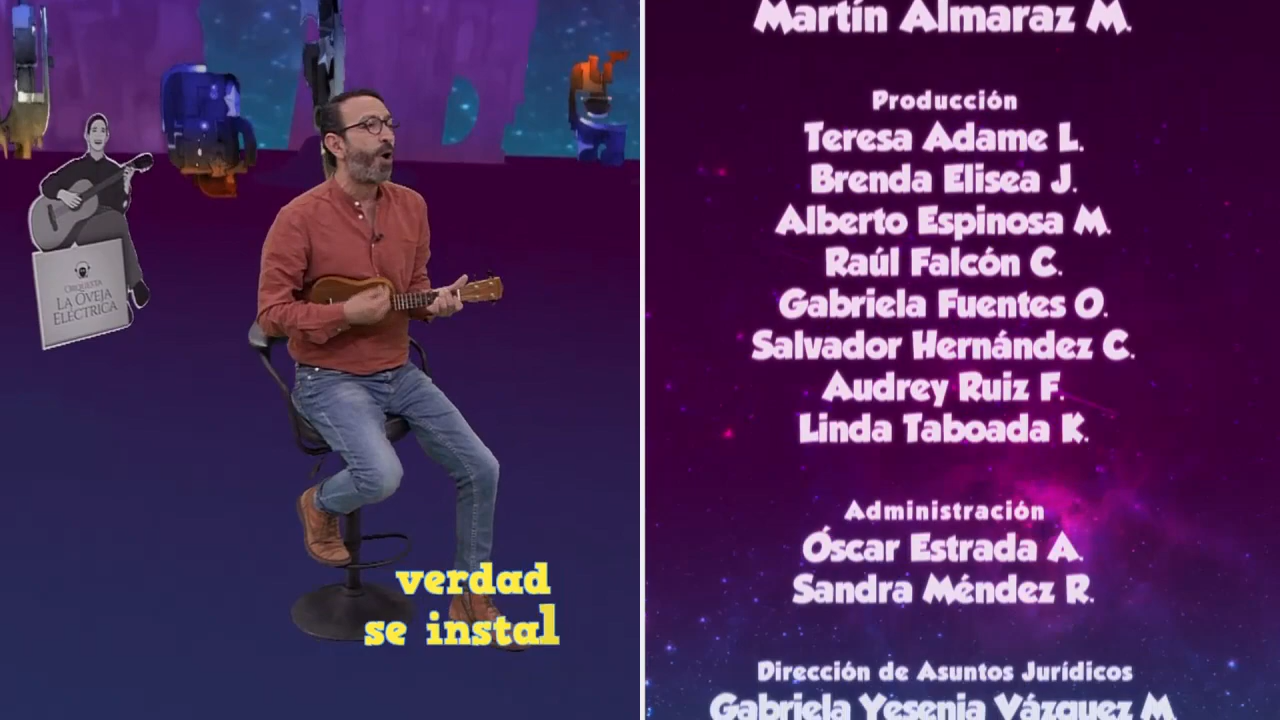 ORQUESTA
LA OVEJA
ELÉCTRICA
verdad
se instal
Martín Almaraz M.
Producción
Teresa Adame L.
Brenda Elisea J.
Alberto Espinosa M.
Raúl Falcón C.
Gabriela Fuentes O.
Salvador Hernández C.
Audrey Ruiz F.
Linda Taboada K.
Administración
Óscar Estrada A.
Sandra Méndez R.
Dirección de Asuntos Jurídicos
Gabriela Yesenia Vázquez M.